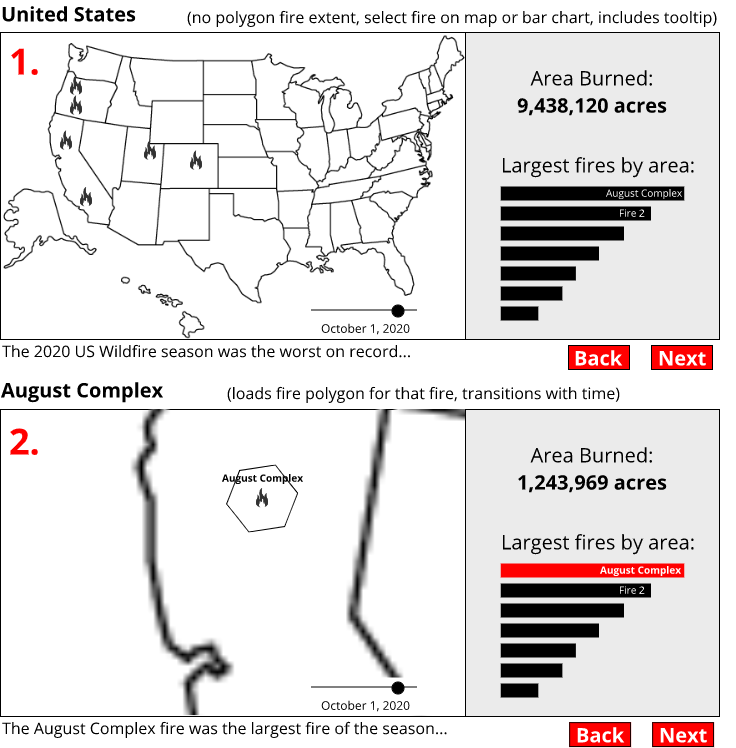 United States (no polygon fire extent, select fire on map or bar chart, includes tooltip)
1.
Area Burned:
9,438,120 acres
Largest fires by area:
August Complex
Fire 2
October 1, 2020
The 2020 US Wildfire season was the worst on record...
Back Next
August Complex (loads fire polygon for that fire, transitions with time)
2.
August Complex
Area Burned:
1,243,969 acres
Largest fires by area:
August Complex
Fire 2
October 1, 2020
The August Complex fire was the largest fire of the season...
Back Next